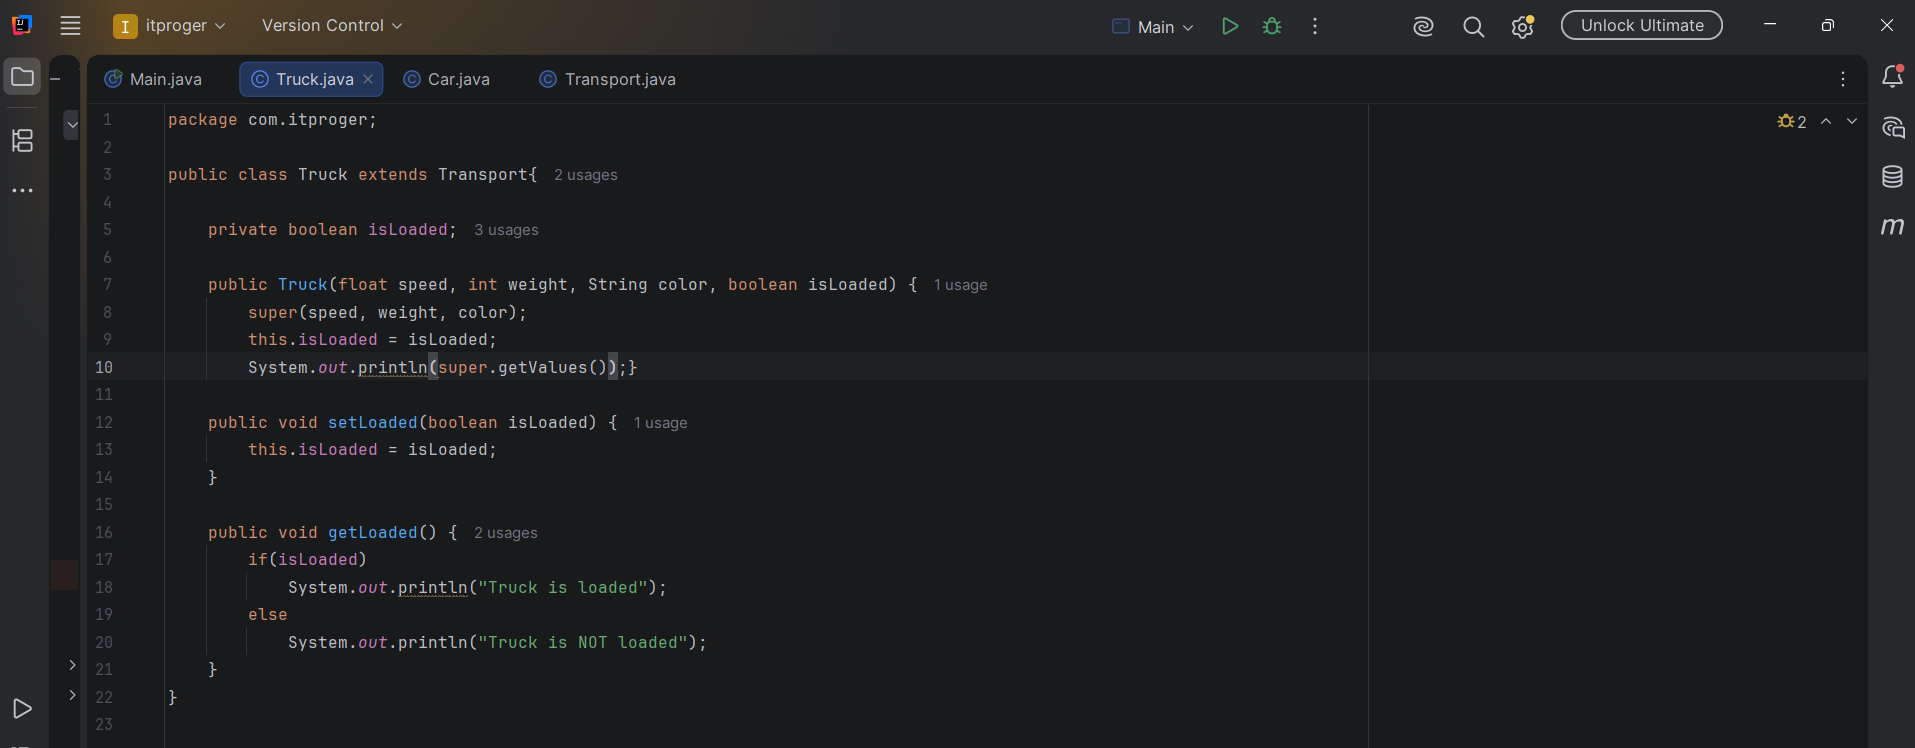 I itproger Version Control Main Unlock Ultimate
Main.java Truck.java Car.java Transport.java
1 package com.itproger; 2
2
3 public class Truck extends Transport{ 2 usages
4
5 private boolean isLoaded; 3 usages
6
7 public Truck(float speed, int weight, String color, boolean isLoaded) { 1 usage
8 super(speed, weight, color);
9 this.isLoaded = isLoaded;
10 System.out.println(super.getValues());}
11
12 public void setLoaded(boolean isLoaded) { 1 usage
13 this.isLoaded = isLoaded;
14 }
15
16 public void getLoaded() { 2 usages
17 if(isLoaded)
18 System.out.println("Truck is loaded");
19 else
20 System.out.println("Truck is NOT loaded");
21 }
22 }
23